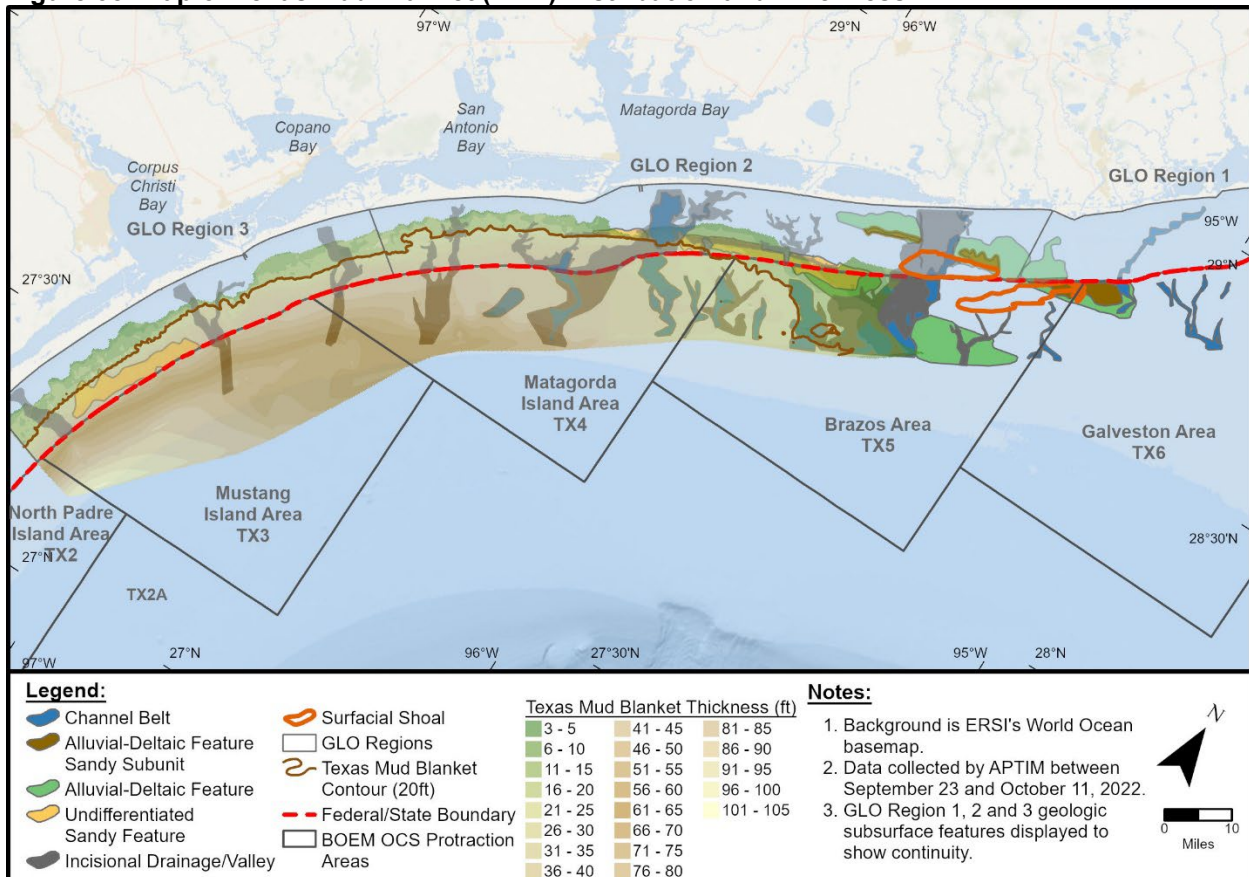 97°W
29°N
96°W
San
Antonio
Bay
Matagorda Bay
Copano
Bay
Corpus
Christi
Bay
GLO Region 2
GLO Region 1
GLO Region 3
95°W
29°N
27°30'N
Matagorda
Island Area
TX4
Brazos Area
TX5
Galveston Area
TX6
Mustang
Island Area
TX3
North Padre
Island Area
TX2
28°30'N
27°N
TX2A
97°W
27°N
96°W
27°30'N
95°W
28°N
Legend:
Channel Belt
Alluvial-Deltaic Feature
Sandy Subunit
Alluvial-Deltaic Feature
Undifferentiated
Sandy Feature
Incisional Drainage/Valley
Surfacial Shoal
GLO Regions
Texas Mud Blanket
Contour (20ft)
Federal/State Boundary
BOEM OCS Protraction
Areas
Texas Mud Blanket Thickness (ft)
3 - 5
6 - 10
11 - 15
16 - 20
21 - 25
26 - 30
31 - 35
36 - 40
41 - 45
46 - 50
51 - 55
56 - 60
61 - 65
66 - 70
71 - 75
76 - 80
81 - 85
86 - 90
91 - 95
96 - 100
101 - 105
Notes:
1. Background is ERSI's World Ocean
basemap.
2. Data collected by APTIM between
September 23 and October 11, 2022.
3. GLO Region 1, 2 and 3 geologic
subsurface features displayed to
show continuity.
N
0 10
Miles